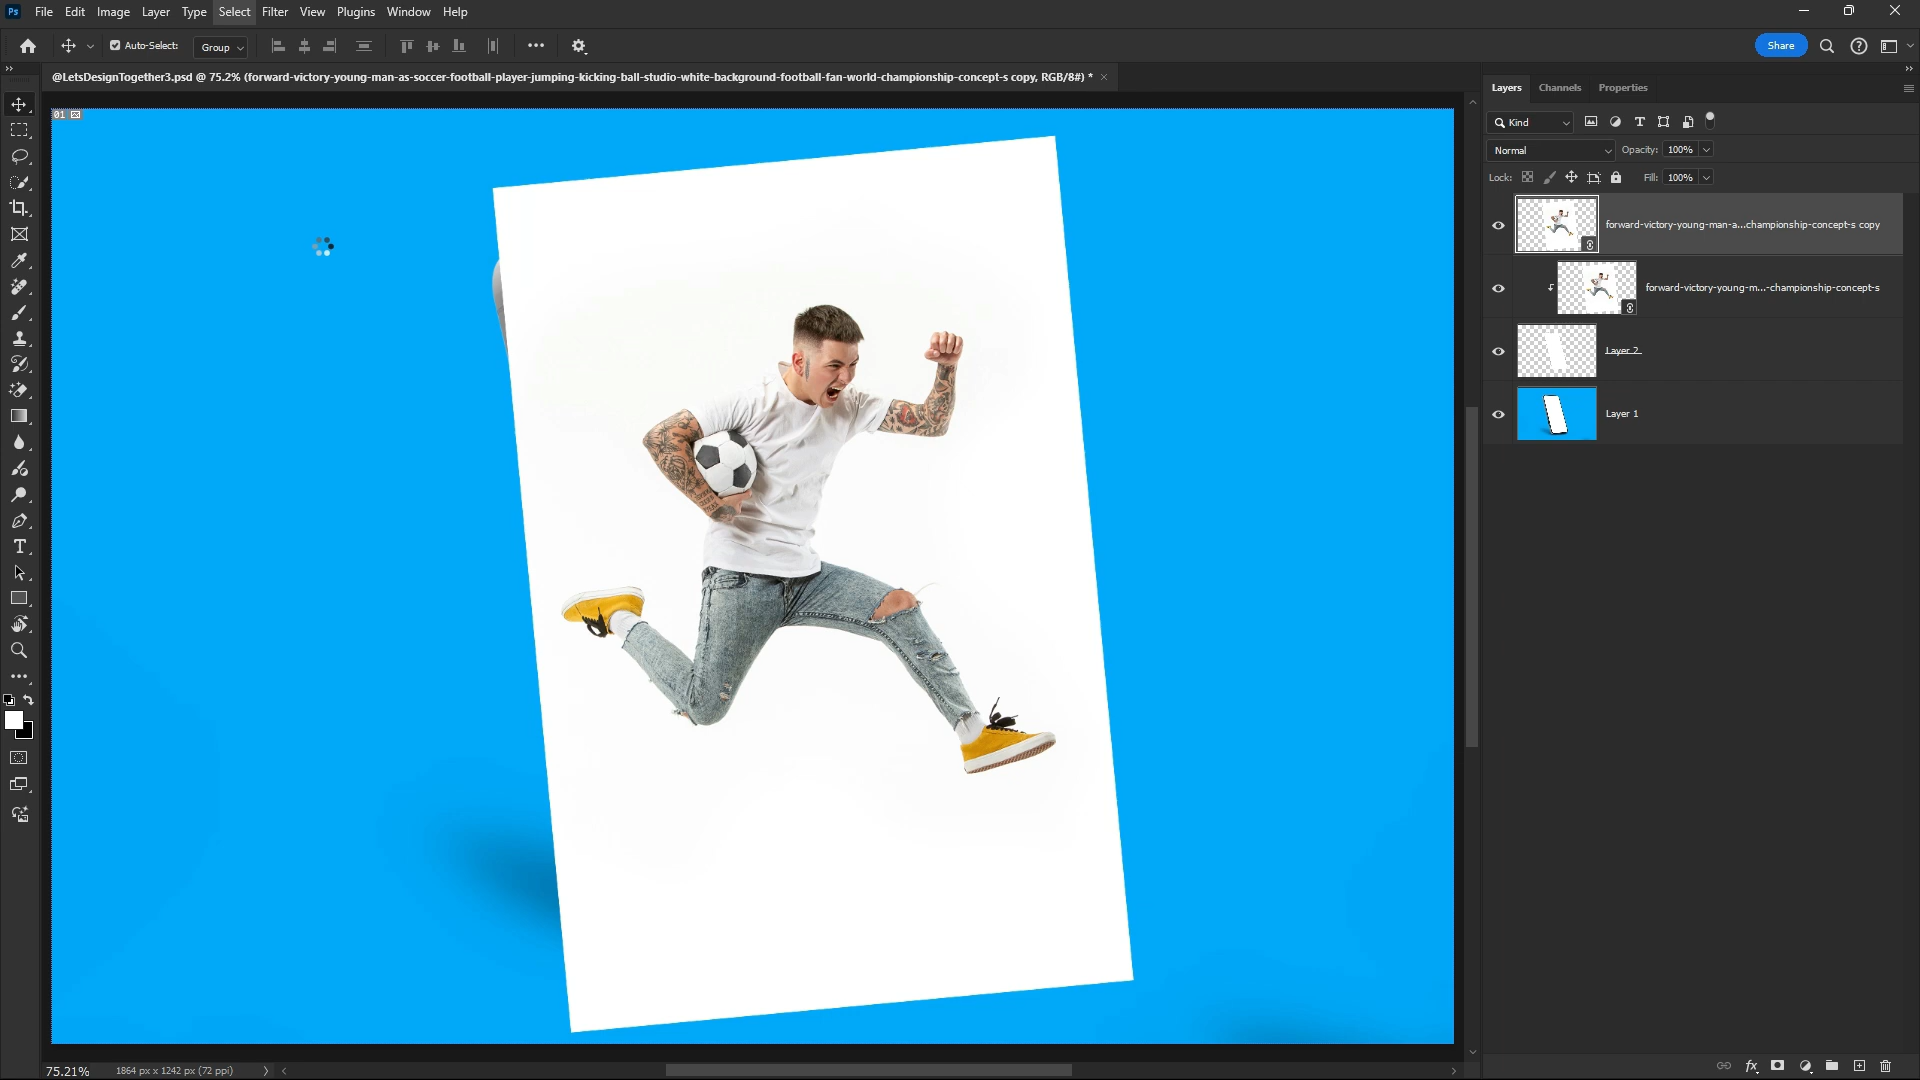 Ps File Edit Image Layer Type Select Filter View Plugins Window Help
Auto-Select: Group Share
@LetsDesignTogether3.psd @ 75.2% (forward-victory-young-man-as-soccer-football-player-jumping-kicking-ball-studio-white-background-football-fan-world-championship-concept-s copy, RGB/8#) *
Layers Channels Properties
01
Kind
Normal Opacity: 100%
Lock: Fill: 100%
forward-victory-young-man-a...championship-concept-s copy
forward-victory-young-m...-championship-concept-s
Layer 2
Layer 1
75.21% 1864 px x 1242 px (72 ppi)
fx